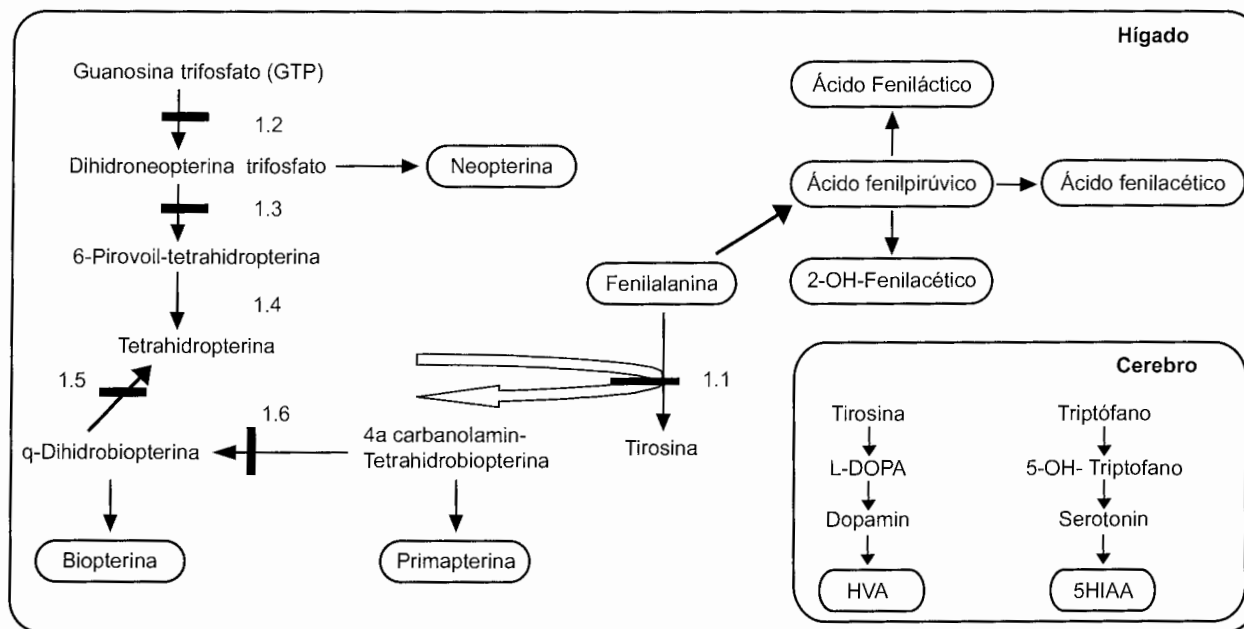 Hígado
Guanosina trifosfato (GTP)
1.2
Dihidroneopterina trifosfato
Neopterina
1.3
6-Pirovoil-tetrahidropterina
1.4
Tetrahidropterina
1.5
q-Dihidrobiopterina
1.6
4a carbanolamin-
Tetrahidrobiopterina
Biopterina
Primapterina
Fenilalanina
1.1
Tirosina
Ácido Feniláctico
Ácido fenilpirúvico
Ácido fenilacético
2-OH-Fenilacético
Cerebro
Tirosina
L-DOPA
Dopamin
HVA
Triptófano
5-OH- Triptofano
Serotonin
5HIAA